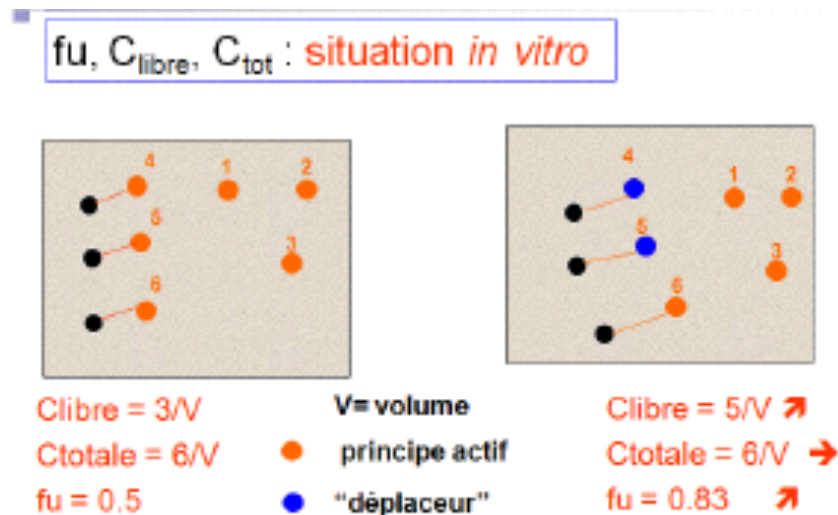 fu, Clibre, Ctot : situation in vitro
4 1 2
5
3
6
4 1 2
5
3
6
Clibre = 3/V
Ctotale = 6/V
fu = 0.5
V= volume
principe actif
“déplaceur”
Clibre = 5/V ↗
Ctotale = 6/V →
fu = 0.83 ↗